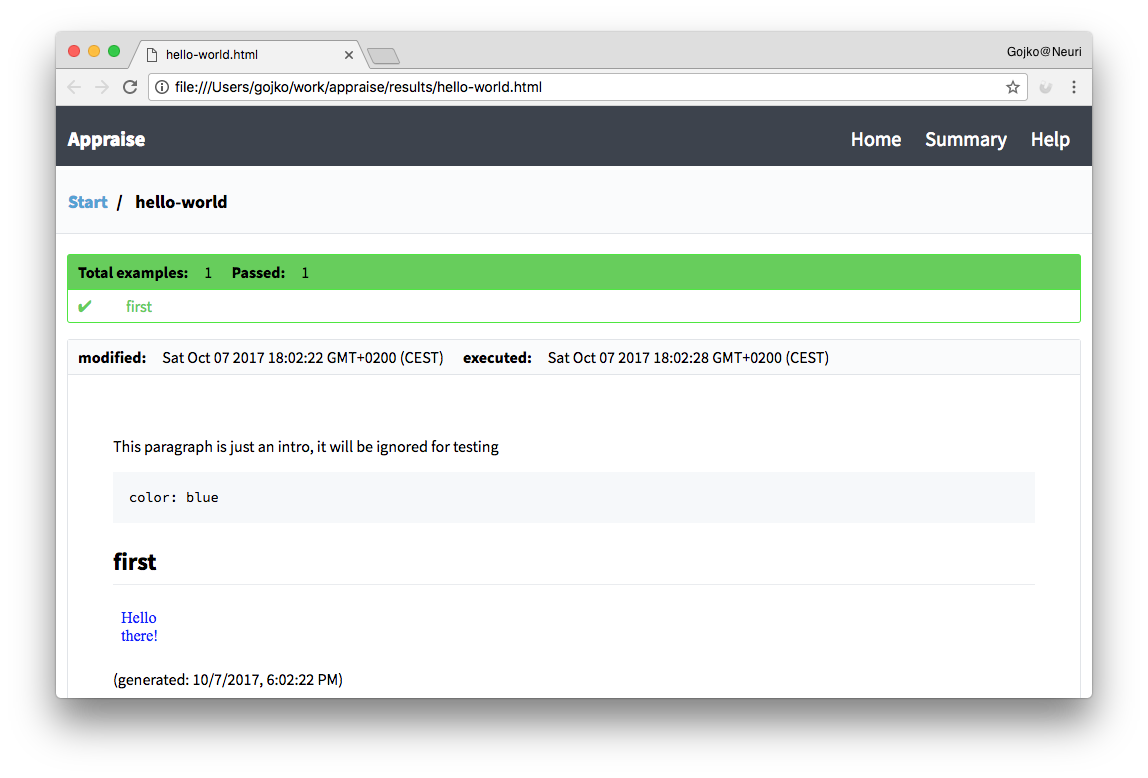 hello-world.html
Gojko@Neuri
file:///Users/gojko/work/appraise/results/hello-world.html
Appraise Home Summary Help
Start / hello-world
Total examples: 1 Passed: 1
✔ first
modified: Sat Oct 07 2017 18:02:22 GMT+0200 (CEST) executed: Sat Oct 07 2017 18:02:28 GMT+0200 (CEST)
This paragraph is just an intro, it will be ignored for testing
color: blue
first
Hello
there!
(generated: 10/7/2017, 6:02:22 PM)